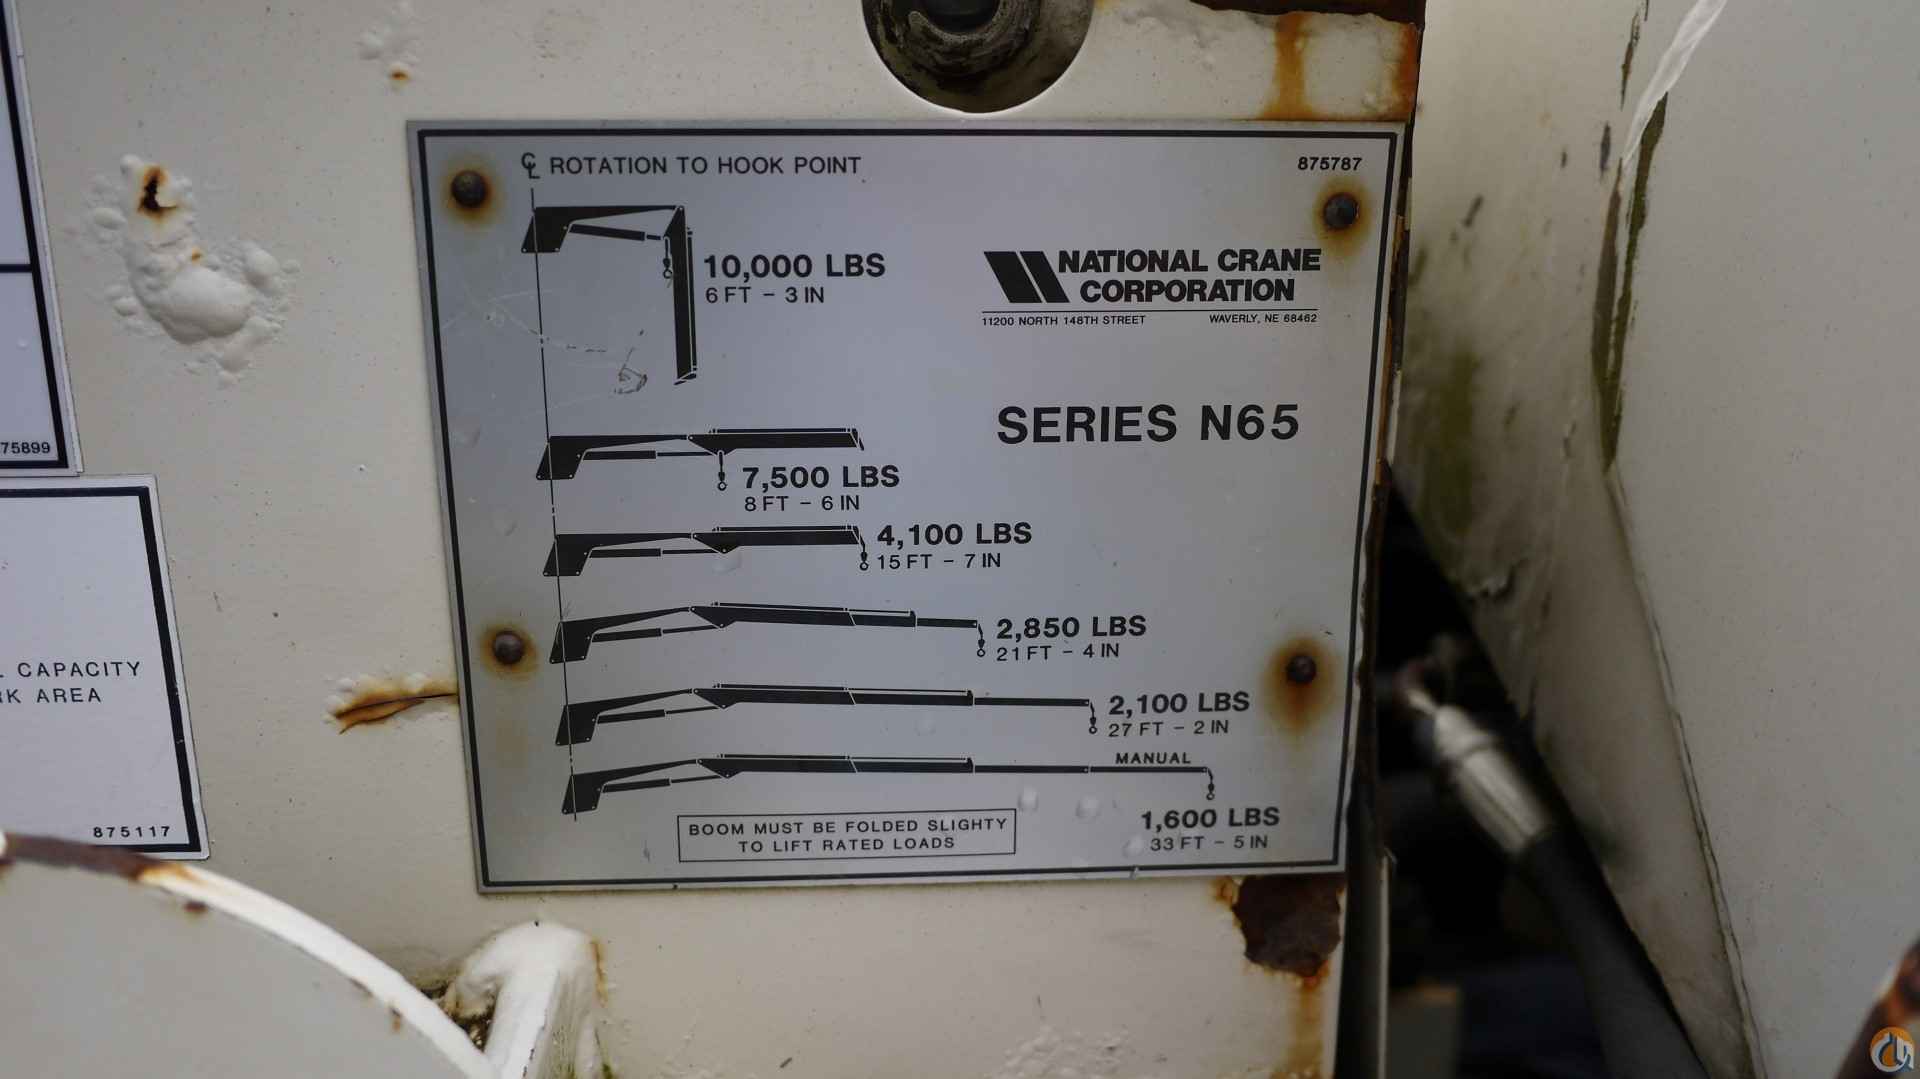 ℄ ROTATION TO HOOK POINT
875787
10,000 LBS
6 FT - 3 IN
NATIONAL CRANE
CORPORATION
11200 NORTH 148TH STREET WAVERLY, NE 68462
SERIES N65
7,500 LBS
8 FT - 6 IN
4,100 LBS
15 FT - 7 IN
2,850 LBS
21 FT - 4 IN
2,100 LBS
27 FT - 2 IN
MANUAL
1,600 LBS
33 FT - 5 IN
BOOM MUST BE FOLDED SLIGHTY
TO LIFT RATED LOADS
75899
CAPACITY
AREA
875117